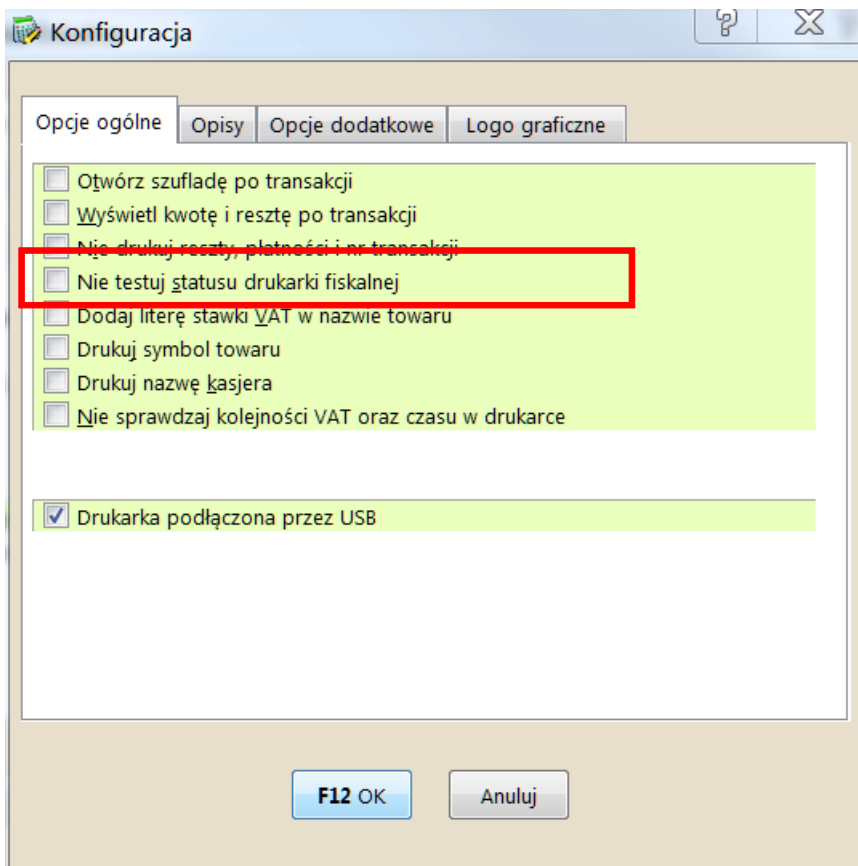 Konfiguracja
Opcje ogólne Opisy Opcje dodatkowe Logo graficzne
Otwórz szufladę po transakcji
Wyświetl kwotę i resztę po transakcji
Nie drukuj reszty, płatności i nr transakcji
Nie testuj statusu drukarki fiskalnej
Dodaj literę stawki VAT w nazwie towaru
Drukuj symbol towaru
Drukuj nazwę kasjera
Nie sprawdzaj kolejności VAT oraz czasu w drukarce
Drukarka podłączona przez USB
F12 OK Anuluj